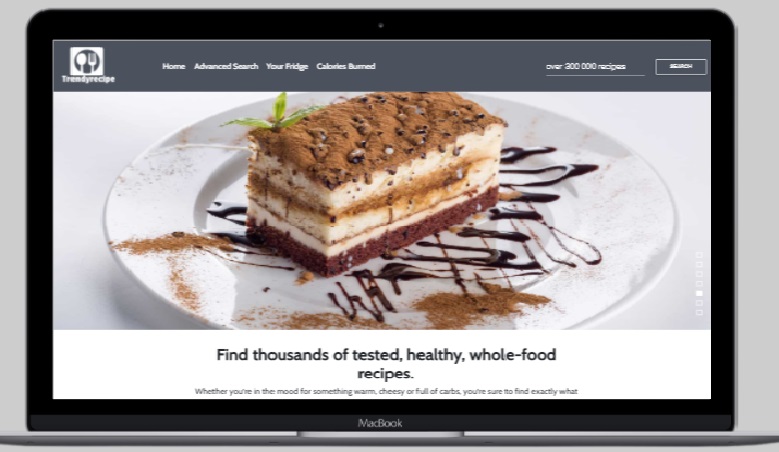 Trendyrecipe
Home Advanced Search Your Fridge Calories Burned
over 300 000 recipes
SEARCH
Find thousands of tested, healthy, whole-food
recipes.
Whether you're in the mood for something warm, cheesy or full of carbs, you're sure to find exactly what
MacBook